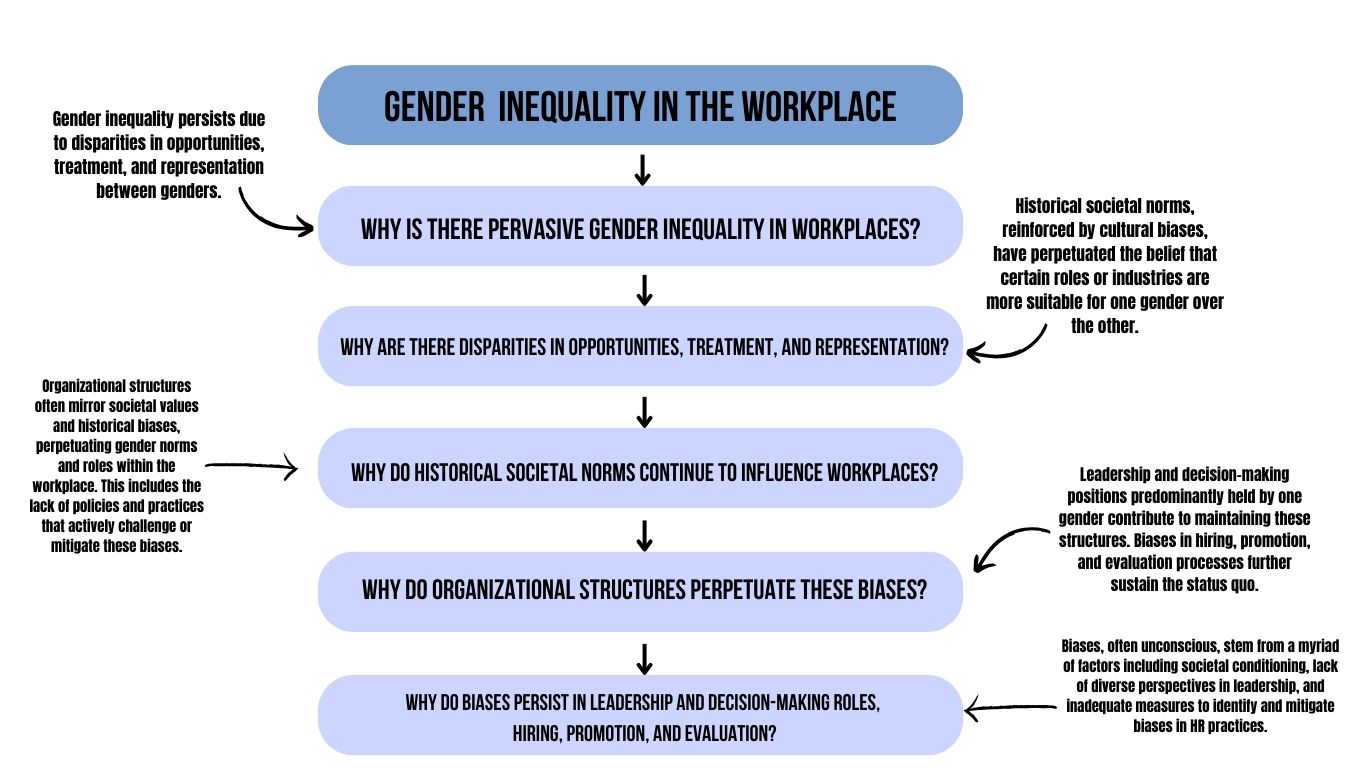 GENDER INEQUALITY IN THE WORKPLACE
Gender inequality persists due
to disparities in opportunities,
treatment, and representation
between genders.
WHY IS THERE PERVASIVE GENDER INEQUALITY IN WORKPLACES?
Historical societal norms,
reinforced by cultural biases,
have perpetuated the belief that
certain roles or industries are
more suitable for one gender over
the other.
WHY ARE THERE DISPARITIES IN OPPORTUNITIES, TREATMENT, AND REPRESENTATION?
Organizational structures
often mirror societal values
and historical biases,
perpetuating gender norms
and roles within the
workplace. This includes the
lack of policies and practices
that actively challenge or
mitigate these biases.
WHY DO HISTORICAL SOCIETAL NORMS CONTINUE TO INFLUENCE WORKPLACES?
Leadership and decision-making
positions predominantly held by one
gender contribute to maintaining these
structures. Biases in hiring, promotion,
and evaluation processes further
sustain the status quo.
WHY DO ORGANIZATIONAL STRUCTURES PERPETUATE THESE BIASES?
Biases, often unconscious, stem from a myriad
of factors including societal conditioning, lack
of diverse perspectives in leadership, and
inadequate measures to identify and mitigate
biases in HR practices.
WHY DO BIASES PERSIST IN LEADERSHIP AND DECISION-MAKING ROLES,
HIRING, PROMOTION, AND EVALUATION?